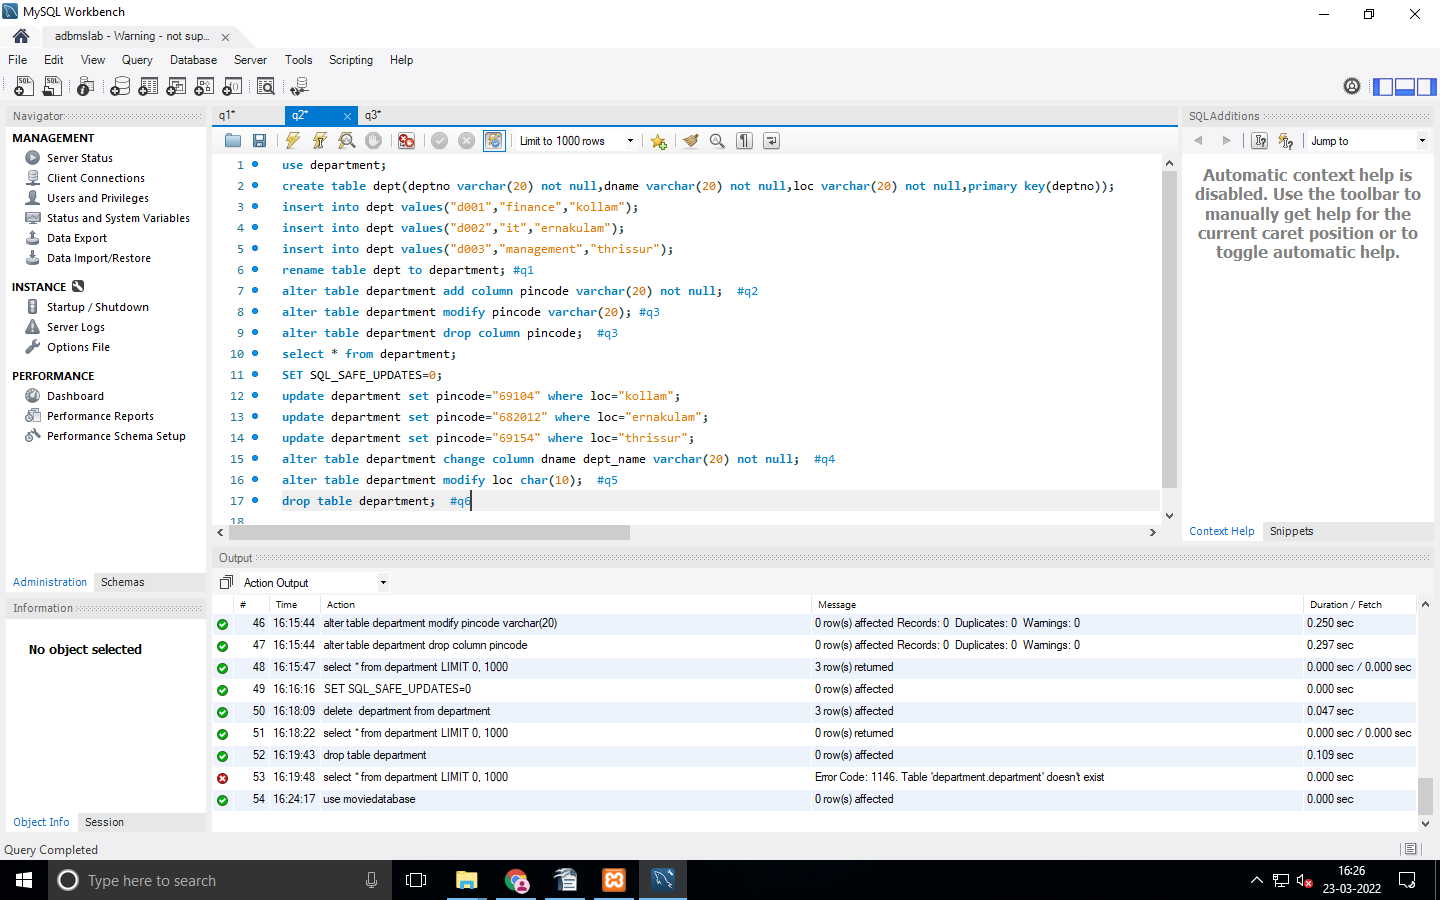 MySQL Workbench
adbmslab - Warning - not sup...
File Edit View Query Database Server Tools Scripting Help
Navigator
MANAGEMENT
Server Status
Client Connections
Users and Privileges
Status and System Variables
Data Export
Data Import/Restore
INSTANCE
Startup / Shutdown
Server Logs
Options File
PERFORMANCE
Dashboard
Performance Reports
Performance Schema Setup
Administration Schemas
Information
No object selected
Object Info Session
q1* q2* q3*
Limit to 1000 rows
1 use department;
2 create table dept(deptno varchar(20) not null,dname varchar(20) not null,loc varchar(20) not null,primary key(deptno));
3 insert into dept values("d001","finance","kollam");
4 insert into dept values("d002","it","ernakulam");
5 insert into dept values("d003","management","thrissur");
6 rename table dept to department; #q1
7 alter table department add column pincode varchar(20) not null;  #q2
8 alter table department modify pincode varchar(20); #q3
9 alter table department drop column pincode;  #q3
10 select * from department;
11 SET SQL_SAFE_UPDATES=0;
12 update department set pincode="69104" where loc="kollam";
13 update department set pincode="682012" where loc="ernakulam";
14 update department set pincode="69154" where loc="thrissur";
15 alter table department change column dname dept_name varchar(20) not null;  #q4
16 alter table department modify loc char(10);  #q5
17 drop table department;  #q6
18
SQLAdditions
Jump to
Automatic context help is
disabled. Use the toolbar to
manually get help for the
current caret position or to
toggle automatic help.
Context Help Snippets
Output
Action Output
# Time Action Message Duration / Fetch
46 16:15:44 alter table department modify pincode varchar(20) 0 row(s) affected Records: 0  Duplicates: 0  Warnings: 0 0.250 sec
47 16:15:44 alter table department drop column pincode 0 row(s) affected Records: 0  Duplicates: 0  Warnings: 0 0.297 sec
48 16:15:47 select * from department LIMIT 0, 1000 3 row(s) returned 0.000 sec / 0.000 sec
49 16:16:16 SET SQL_SAFE_UPDATES=0 0 row(s) affected 0.000 sec
50 16:18:09 delete  department from department 3 row(s) affected 0.047 sec
51 16:18:22 select * from department LIMIT 0, 1000 0 row(s) returned 0.000 sec / 0.000 sec
52 16:19:43 drop table department 0 row(s) affected 0.109 sec
53 16:19:48 select * from department LIMIT 0, 1000 Error Code: 1146. Table 'department.department' doesn't exist 0.000 sec
54 16:24:17 use moviedatabase 0 row(s) affected 0.000 sec
Query Completed
Type here to search
16:26
23-03-2022